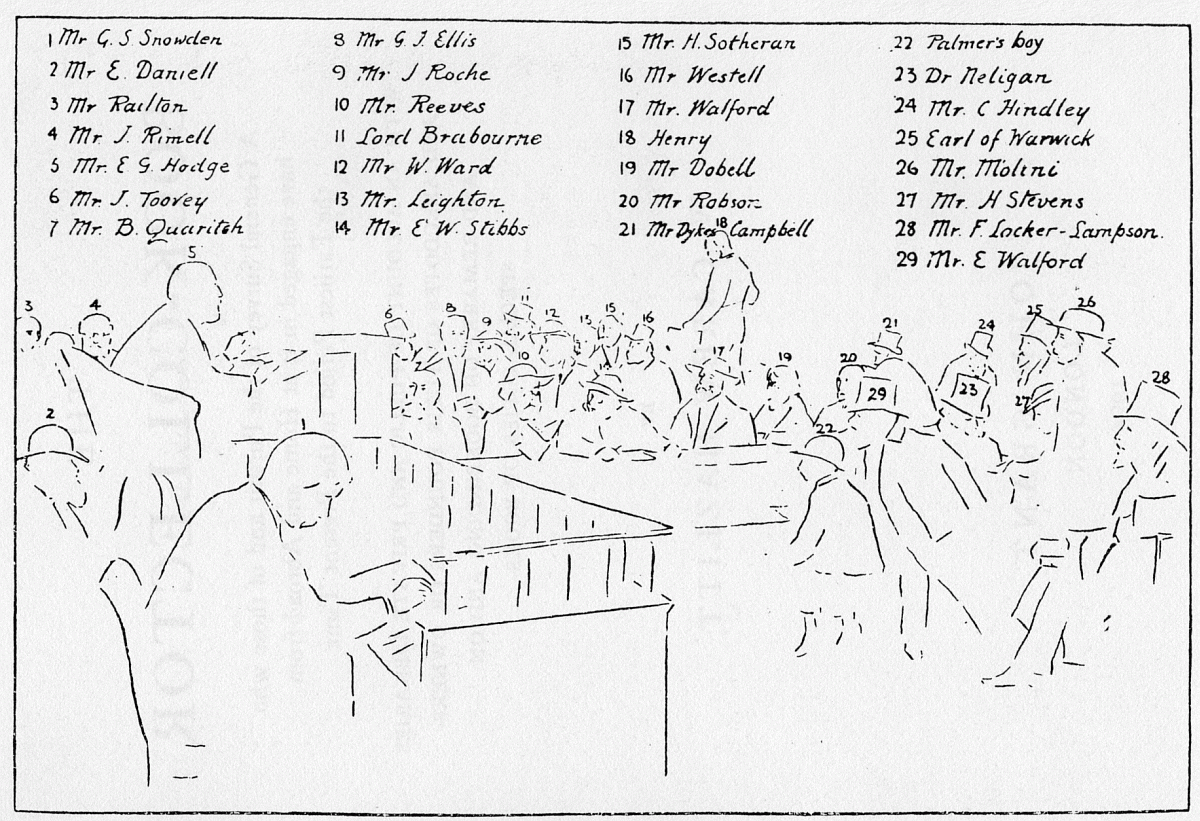 1 Mr G. S. Snowden
2 Mr E. Daniell
3 Mr Railton
4 Mr. J. Rimell
5 Mr. E G. Hodge
6 Mr. J. Toovey
7 Mr. B. Quaritch
8 Mr G. I. Ellis
9 Mr. J Roche
10 Mr. Reeves
11 Lord Brabourne
12 Mr W. Ward
13 Mr. Leighton
14 Mr. E W. Stibbs
15 Mr. H. Sotheran
16 Mr Westell
17 Mr. Walford
18 Henry
19 Mr Dobell
20 Mr Robson
21 Mr Dykes Campbell
22 Palmer's boy
23 Dr Neligan
24 Mr. C Hindley
25 Earl of Warwick
26 Mr. Molini
27 Mr. H Stevens
28 Mr. F. Locker-Lampson.
29 Mr. E Walford
18
5
3
4
6
8
9
11
12
13
15
16
21
24
25
26
10
7
17
19
20
29
23
27
28
2
1
22